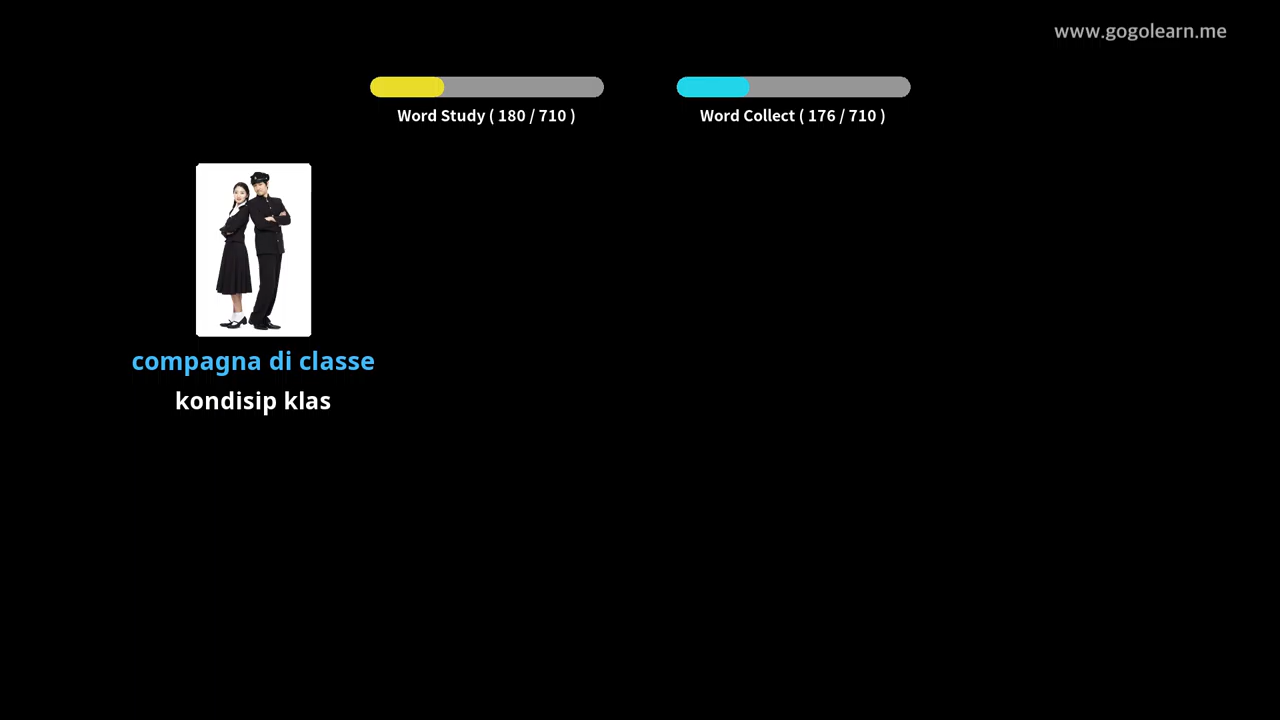 www.gogolearn.me
Word Study ( 180 / 710 )
Word Collect ( 176 / 710 )
compagna di classe
kondisip klas